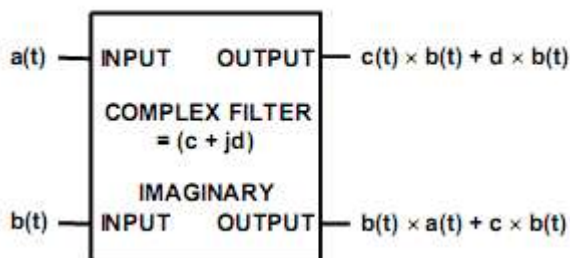 a(t) INPUT OUTPUT c(t) × b(t) + d × b(t)
COMPLEX FILTER
= (c + jd)
IMAGINARY
b(t) INPUT OUTPUT b(t) × a(t) + c × b(t)